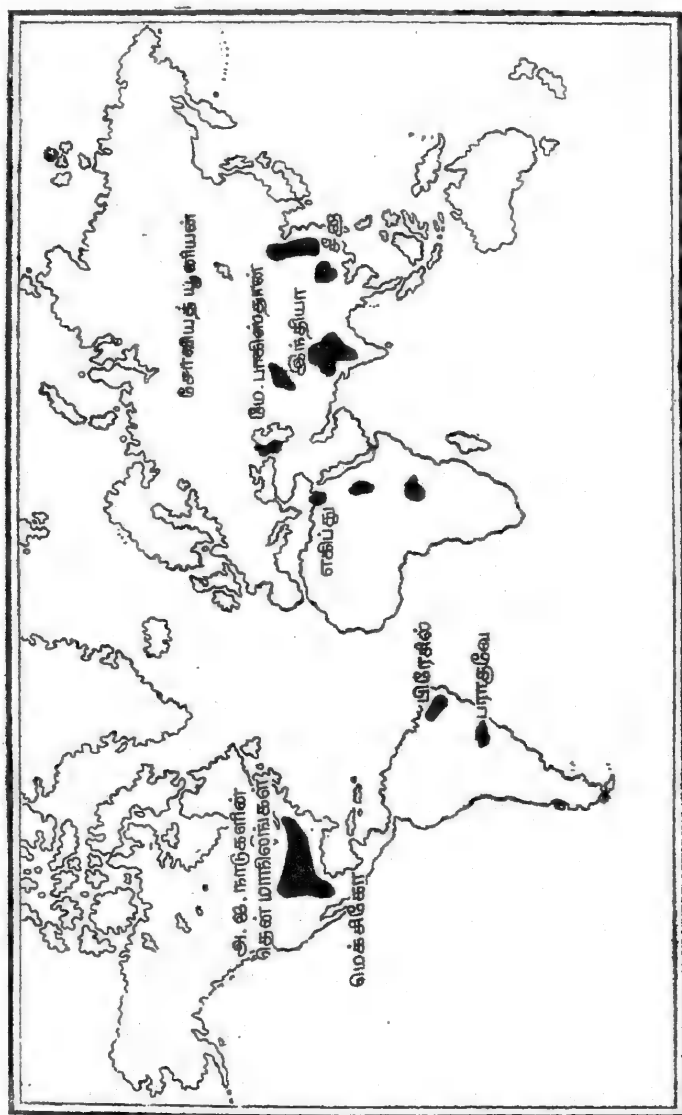 அ. ஐ. நாடுகளின்
தென் மாநிலங்கள்
மெக்சிகோ
பிரேசில்
பராகுவே
எகிப்து
சோவியத் யூனியன்
மே. பாகிஸ்தான்
இந்தியா